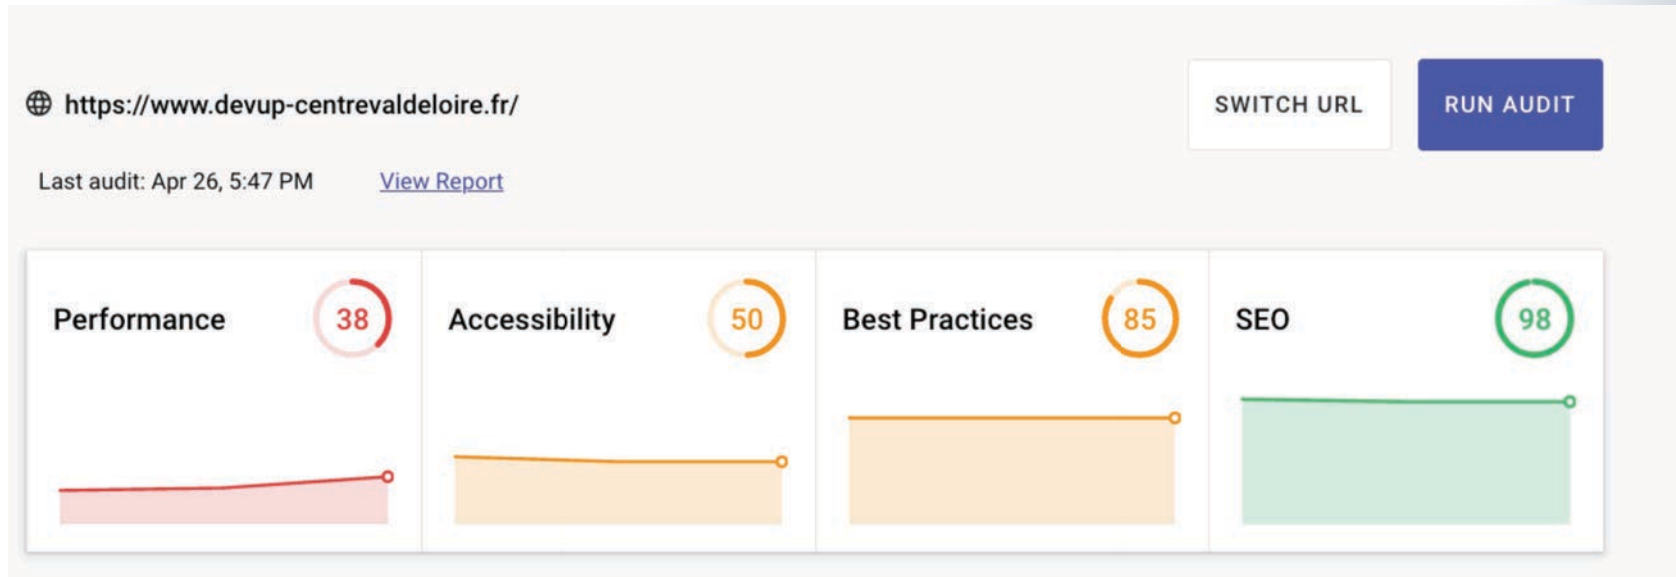 https://www.devup-centrevaldeloire.fr/
SWITCH URL
RUN AUDIT
Last audit: Apr 26, 5:47 PM
View Report
Performance
38
Accessibility
50
Best Practices
85
SEO
98